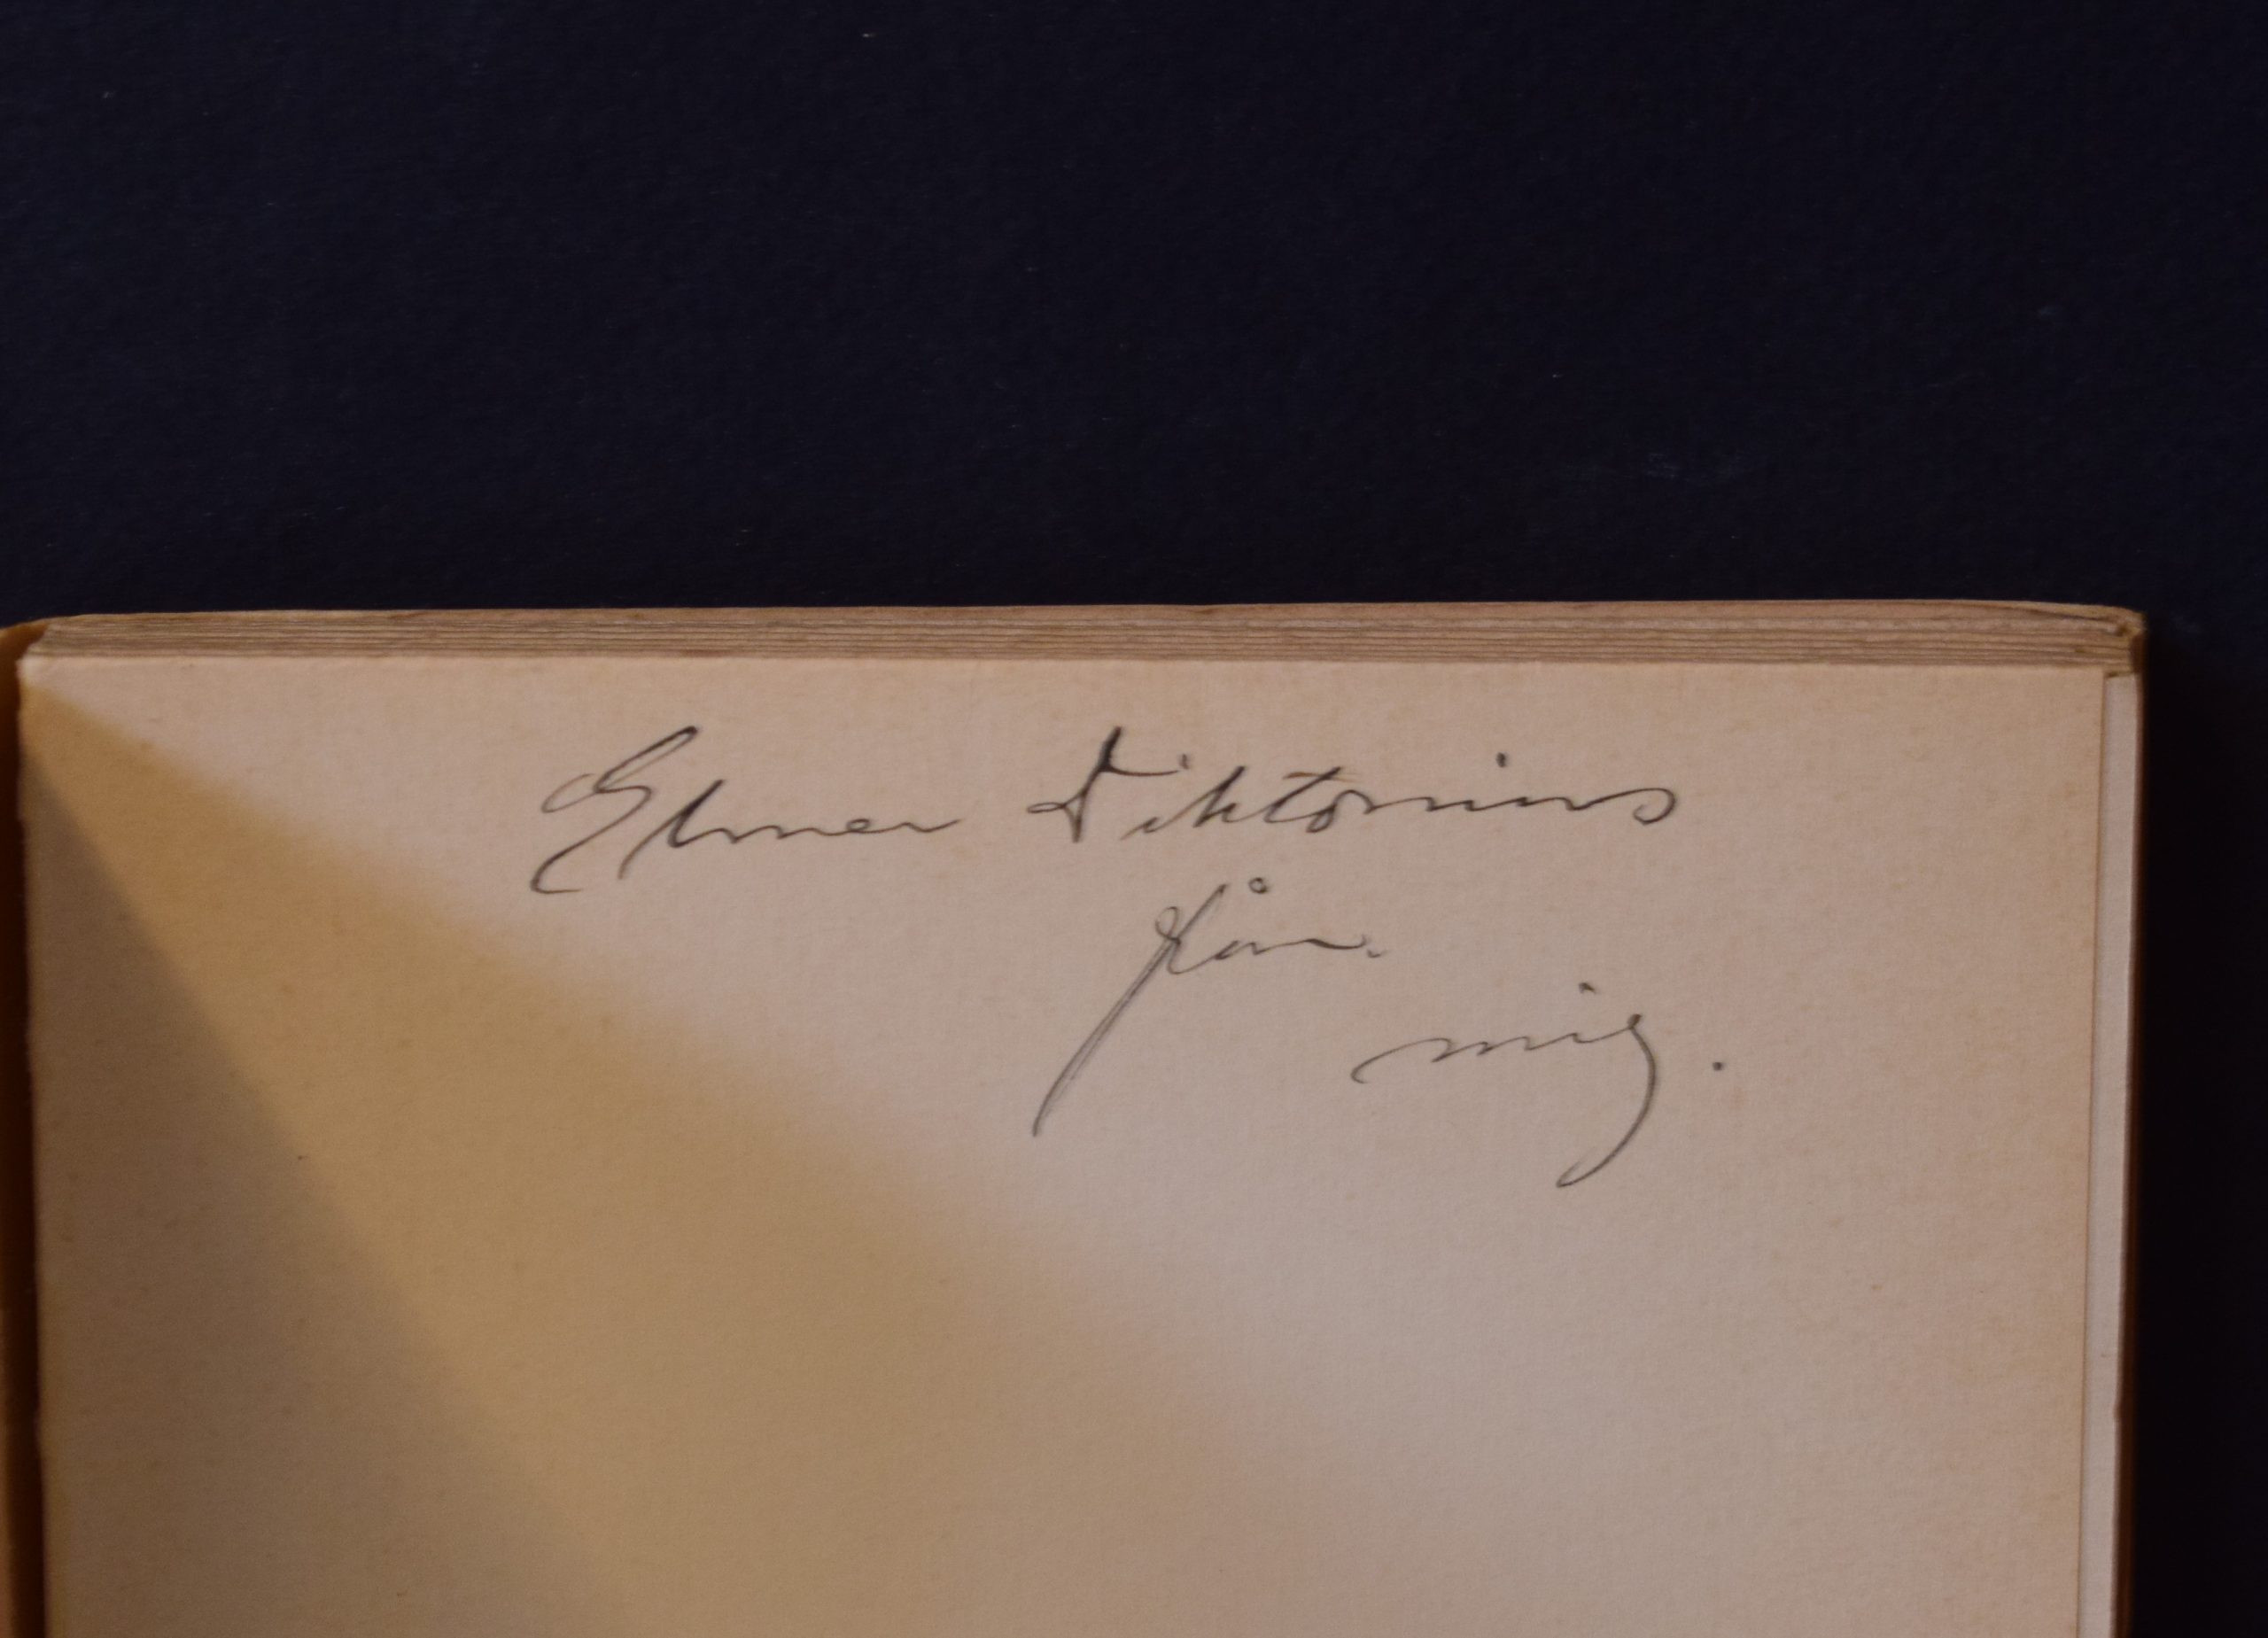 Elmer Diktonius
från
mig.